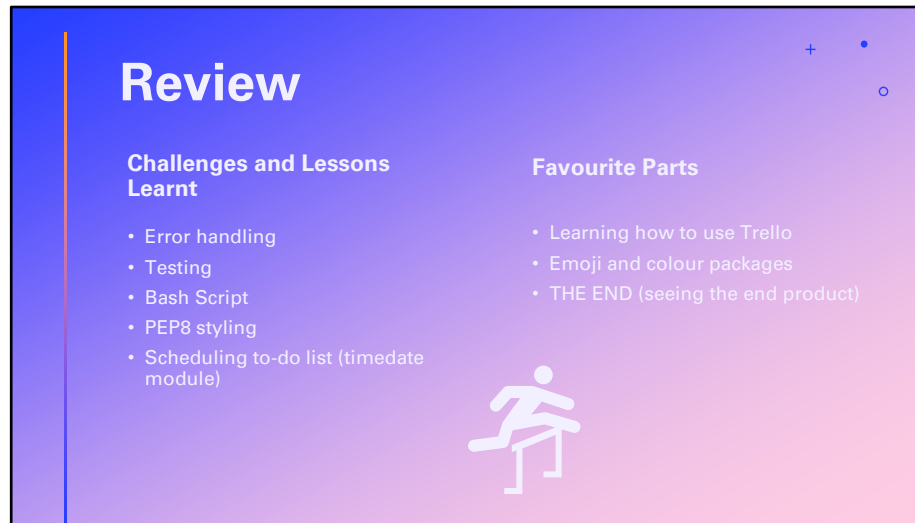 Review
Challenges and Lessons
Learnt
• Error handling
• Testing
• Bash Script
• PEP8 styling
• Scheduling to-do list (timedate
module)
Favourite Parts
• Learning how to use Trello
• Emoji and colour packages
• THE END (seeing the end product)